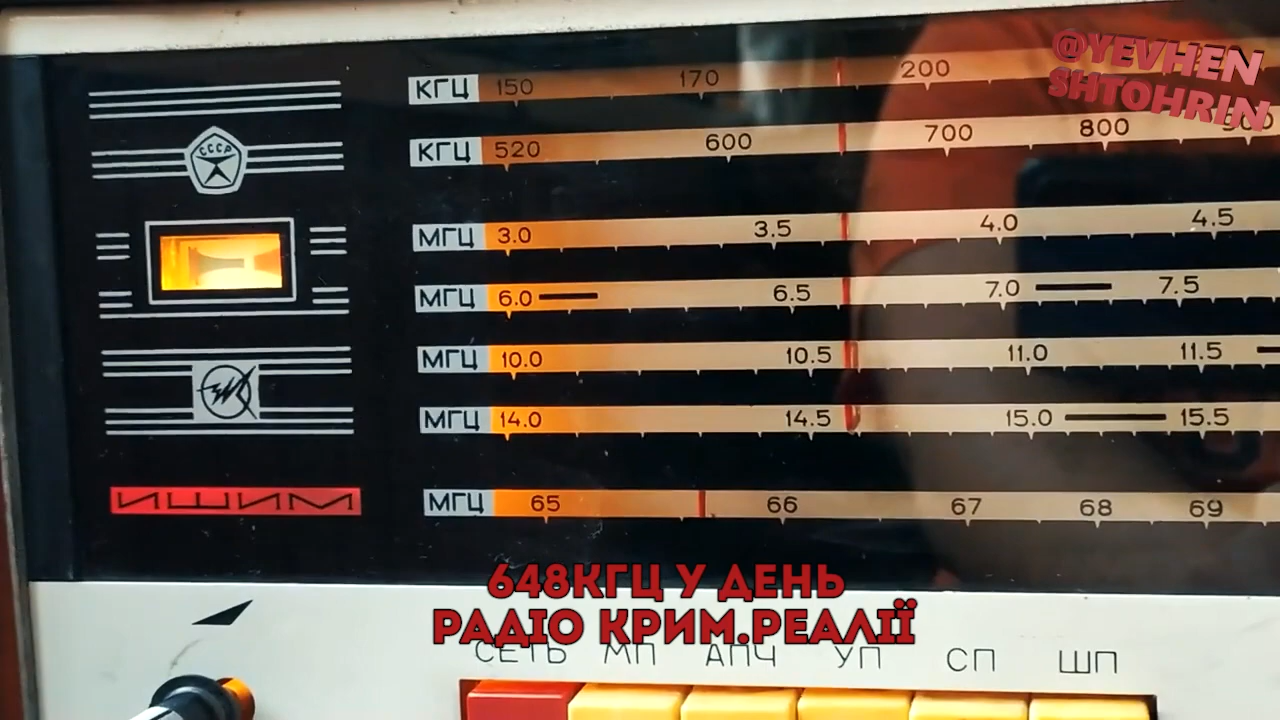 @YEVHEN
SHTOHRIN
КГЦ 150 170 200
КГЦ 520 600 700 800 900
СССР
МГЦ 3.0 3.5 4.0 4.5
МГЦ 6.0 6.5 7.0 7.5
МГЦ 10.0 10.5 11.0 11.5
МГЦ 14.0 14.5 15.0 15.5
ИШИМ
МГЦ 65 66 67 68 69
648КГЦ У ДЕНЬ
РАДІО КРИМ.РЕАЛІЇ
СЕТЬ МП АПЧ УП СП ШП